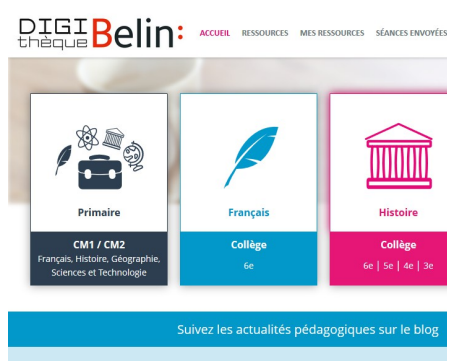 DIGI
thèque Belin:
ACCUEIL RESSOURCES MES RESSOURCES SÉANCES ENVOYÉES
Primaire
CM1 / CM2
Français, Histoire, Géographie,
Sciences et Technologie
Français
Collège
6e
Histoire
Collège
6e | 5e | 4e | 3e
Suivez les actualités pédagogiques sur le blog